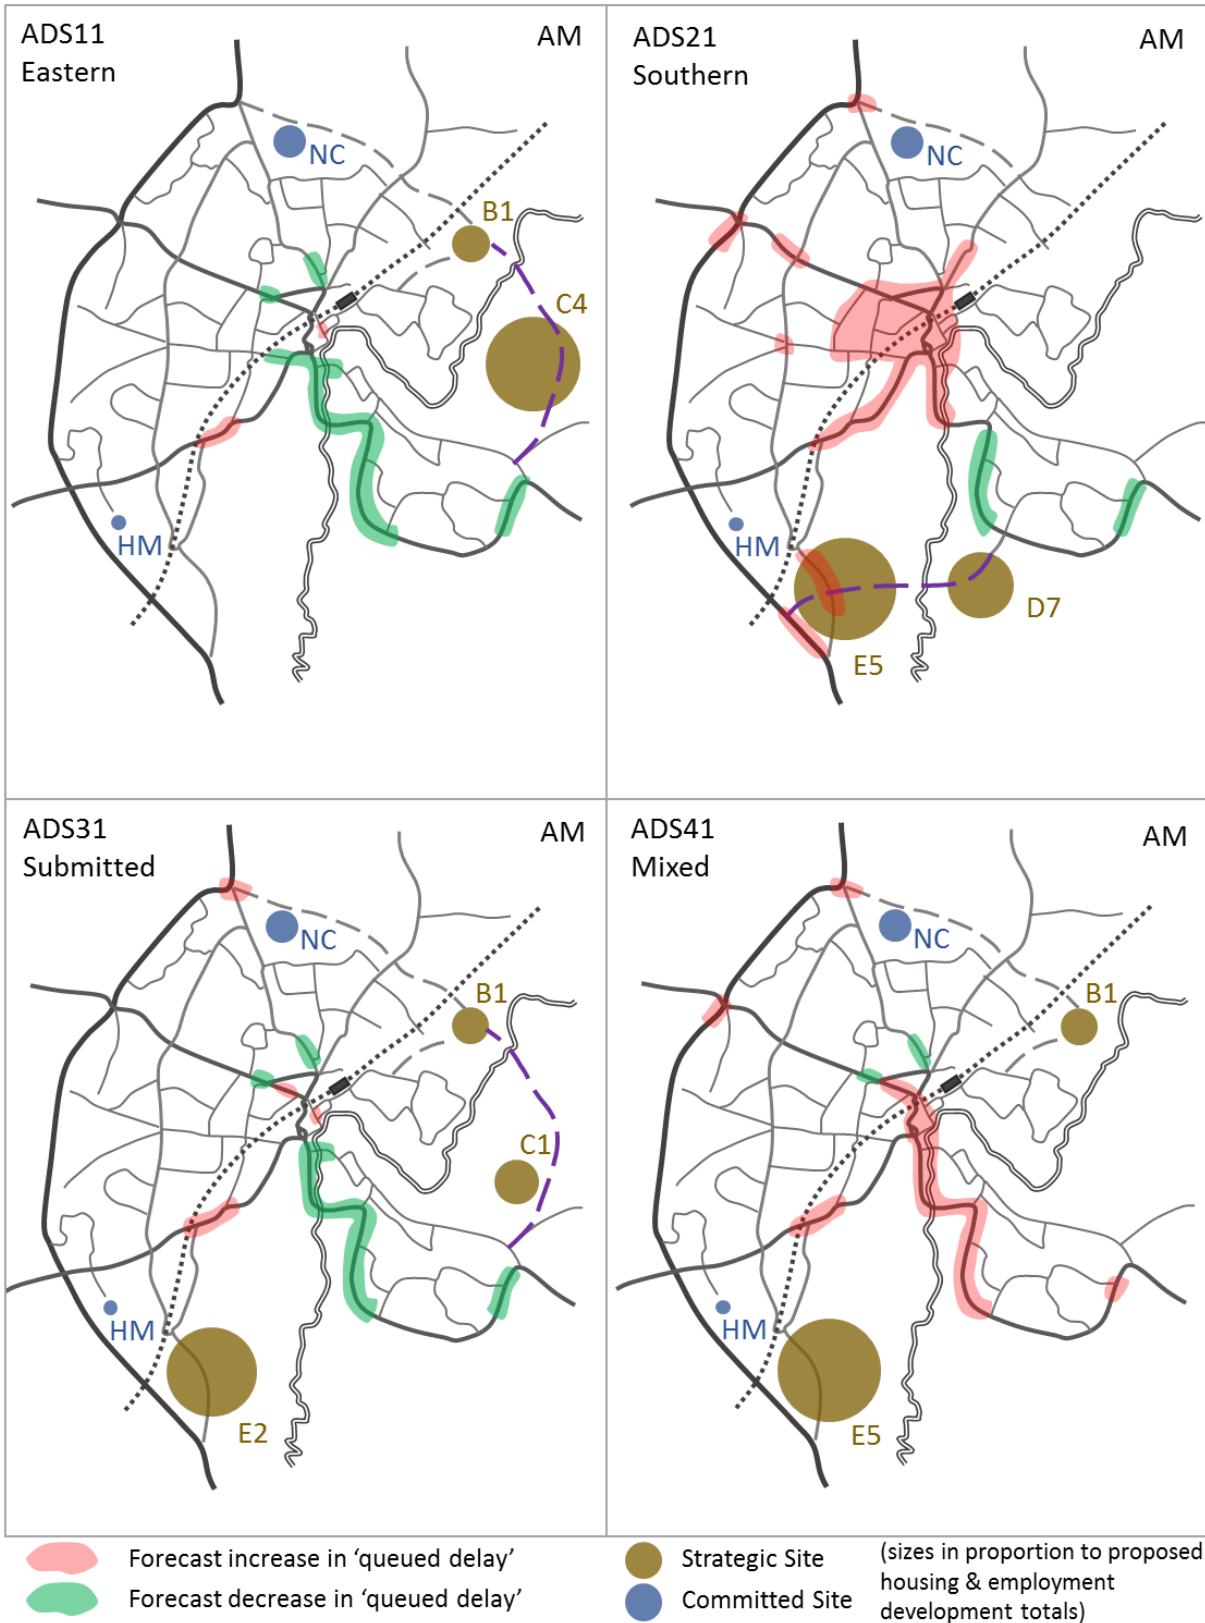 ADS11
Eastern
AM
NC
B1
C4
HM
ADS21
Southern
AM
NC
HM
E5
D7
ADS31
Submitted
AM
NC
B1
C1
HM
E2
ADS41
Mixed
AM
NC
B1
HM
E5
Forecast increase in ‘queued delay’
Forecast decrease in ‘queued delay’
Strategic Site
Committed Site
(sizes in proportion to proposed
housing & employment
development totals)